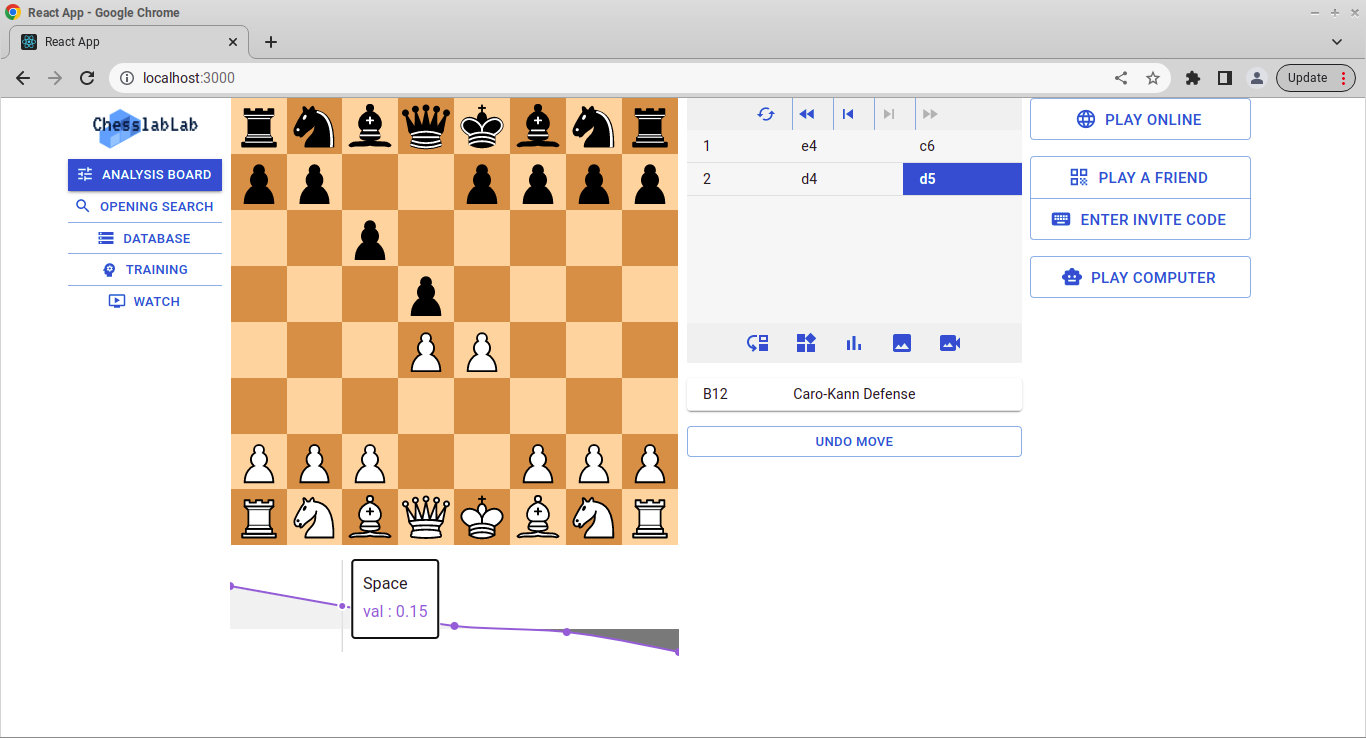 React App - Google Chrome
React App
localhost:3000
Update
ChesslabLab
ANALYSIS BOARD
OPENING SEARCH
DATABASE
TRAINING
WATCH
1 e4 c6
2 d4 d5
B12 Caro-Kann Defense
UNDO MOVE
PLAY ONLINE
PLAY A FRIEND
ENTER INVITE CODE
PLAY COMPUTER
Space
val : 0.15